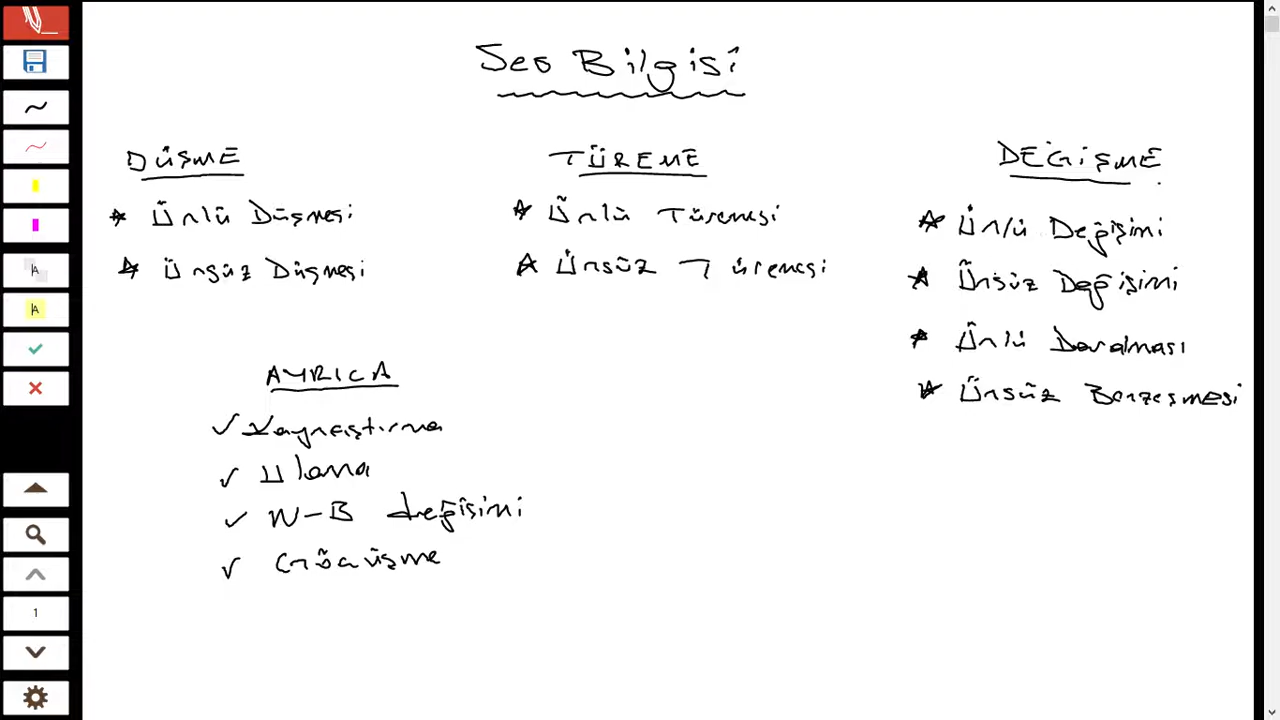 Ses Bilgisi
DÜŞME
* Ünlü Düşmesi
* Ünsüz Düşmesi
TÜREME
* Ünlü Türemesi
* Ünsüz Türemesi
DEĞİŞME
* Ünlü Değişimi
* Ünsüz Değişimi
* Ünlü Daralması
* Ünsüz Benzeşmesi
AYRICA
✓ Kaynaştırma
✓ Ulama
✓ N-B değişimi
✓ Göçüşme
1